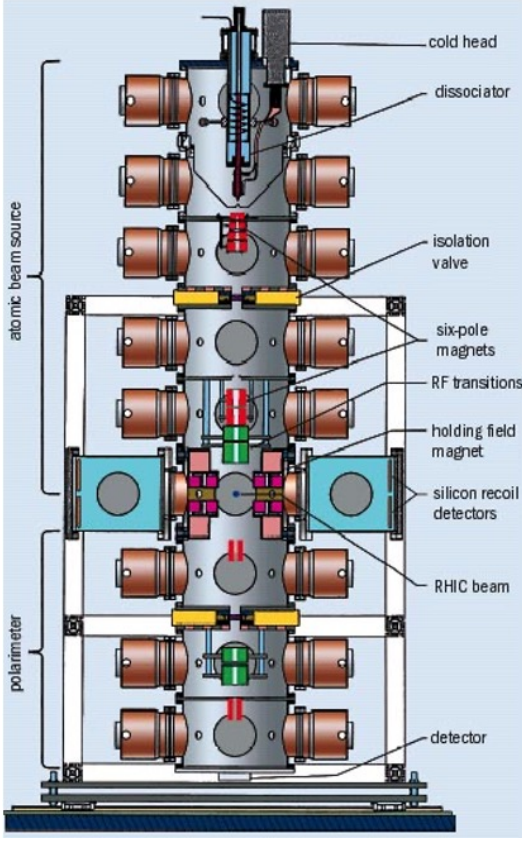 cold head
dissociator
atomic beam source
isolation
valve
six-pole
magnets
RF transitions
holding field
magnet
silicon recoil
detectors
RHIC beam
polarimeter
detector